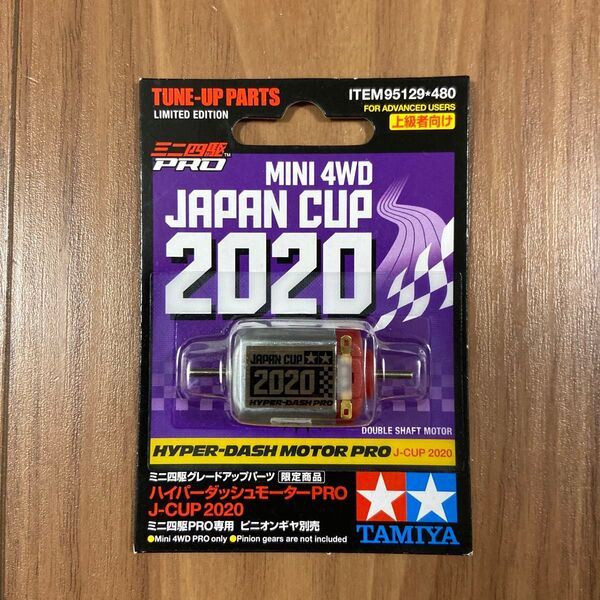 TUNE-UP PARTS
LIMITED EDITION
ITEM95129*480
FOR ADVANCED USERS
上級者向け
ミニ四駆™
PRO
MINI 4WD
JAPAN CUP
2020
JAPAN CUP
2020
HYPER-DASH PRO
DOUBLE SHAFT MOTOR
HYPER-DASH MOTOR PRO J-CUP 2020
ミニ四駆グレードアップパーツ 限定商品
ハイパーダッシュモーターPRO
J-CUP 2020
ミニ四駆PRO専用 ピニオンギヤ別売
●Mini 4WD PRO only ●Pinion gears are not included
TAMIYA